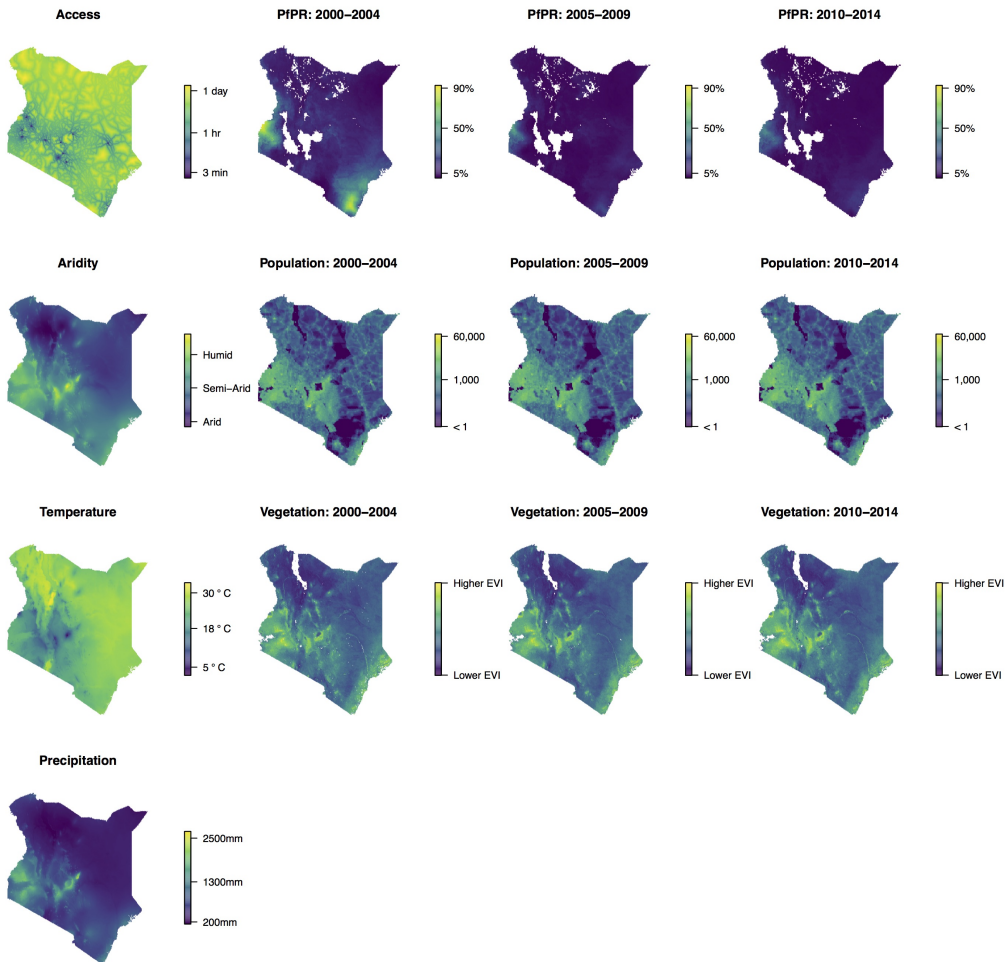 Access
PfPR: 2000–2004
PfPR: 2005–2009
PfPR: 2010–2014
1 day
1 hr
3 min
90%
50%
5%
90%
50%
5%
90%
50%
5%
Aridity
Population: 2000–2004
Population: 2005–2009
Population: 2010–2014
Humid
Semi−Arid
Arid
60,000
1,000
< 1
60,000
1,000
< 1
60,000
1,000
< 1
Temperature
Vegetation: 2000–2004
Vegetation: 2005–2009
Vegetation: 2010–2014
30 ° C
18 ° C
5 ° C
Higher EVI
Lower EVI
Higher EVI
Lower EVI
Higher EVI
Lower EVI
Precipitation
2500mm
1300mm
200mm